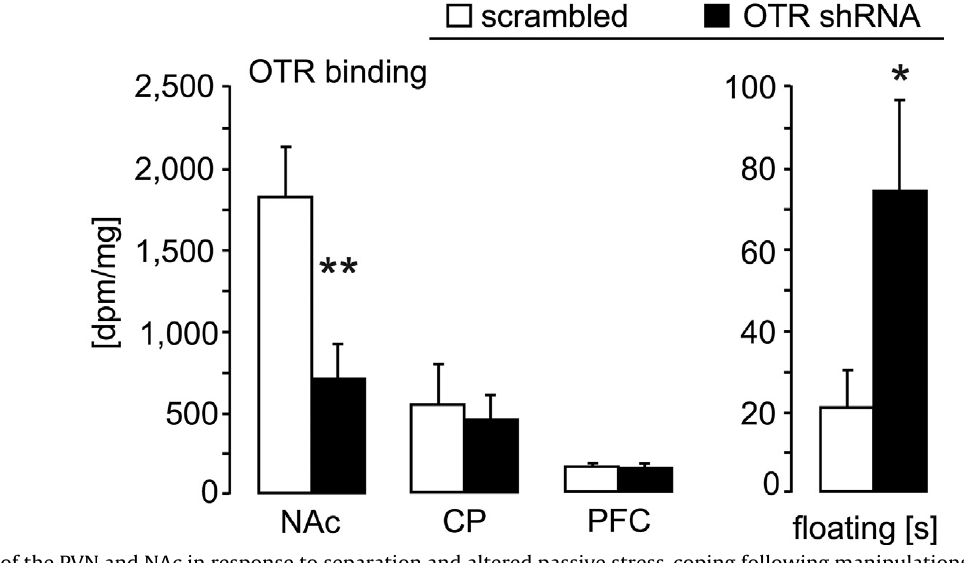 scrambled OTR shRNA
OTR binding
[dpm/mg]
2,500
2,000
1,500
1,000
500
0
**
NAc CP PFC
100
80
60
40
20
0
*
floating [s]
of the PVN and NAc in response to separation and altered passive stress-coping following manipulation